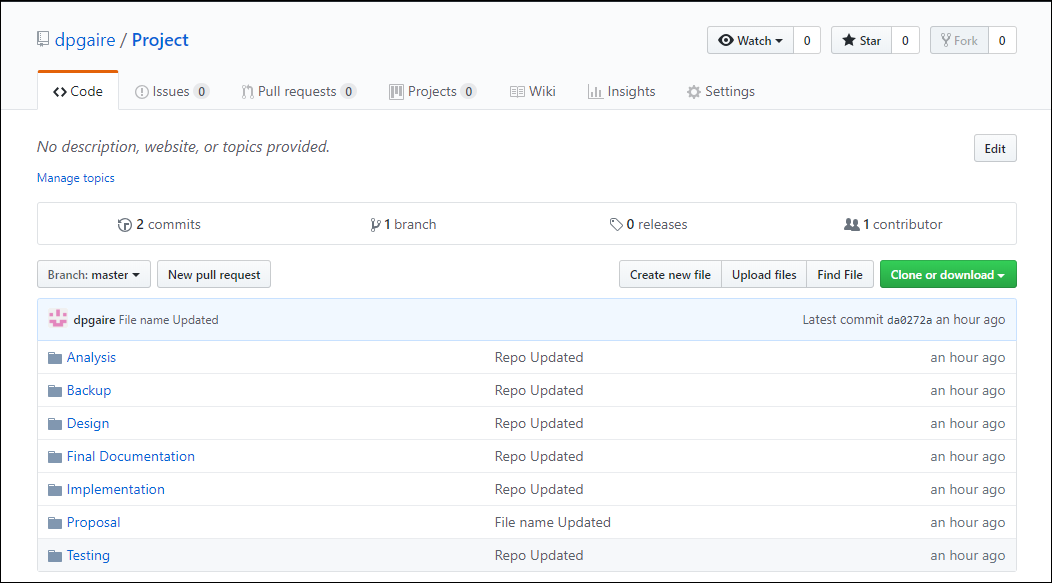 dpgaire / Project Watch 0 Star 0 Fork 0
Code Issues 0 Pull requests 0 Projects 0 Wiki Insights Settings
No description, website, or topics provided. Edit
Manage topics
2 commits 1 branch 0 releases 1 contributor
Branch: master New pull request Create new file Upload files Find File Clone or download
dpgaire File name Updated Latest commit da0272a an hour ago
Analysis Repo Updated an hour ago
Backup Repo Updated an hour ago
Design Repo Updated an hour ago
Final Documentation Repo Updated an hour ago
Implementation Repo Updated an hour ago
Proposal File name Updated an hour ago
Testing Repo Updated an hour ago